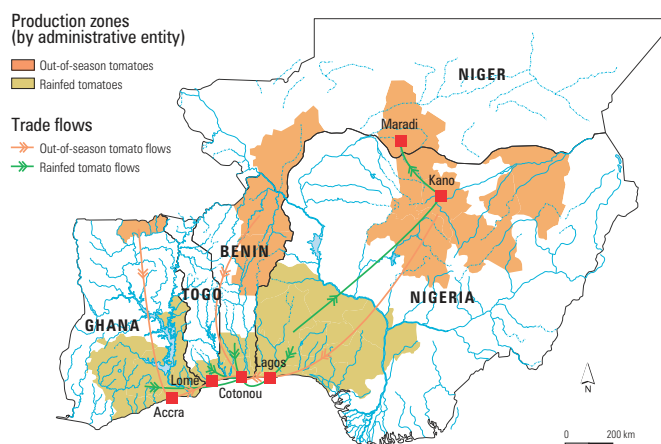 Production zones
(by administrative entity)
Out-of-season tomatoes
Rainfed tomatoes
Trade flows
Out-of-season tomato flows
Rainfed tomato flows
NIGER
Maradi
Kano
BENIN
TOGO
NIGERIA
GHANA
Lagos
Lomé
Cotonou
Accra
N
0 200 km